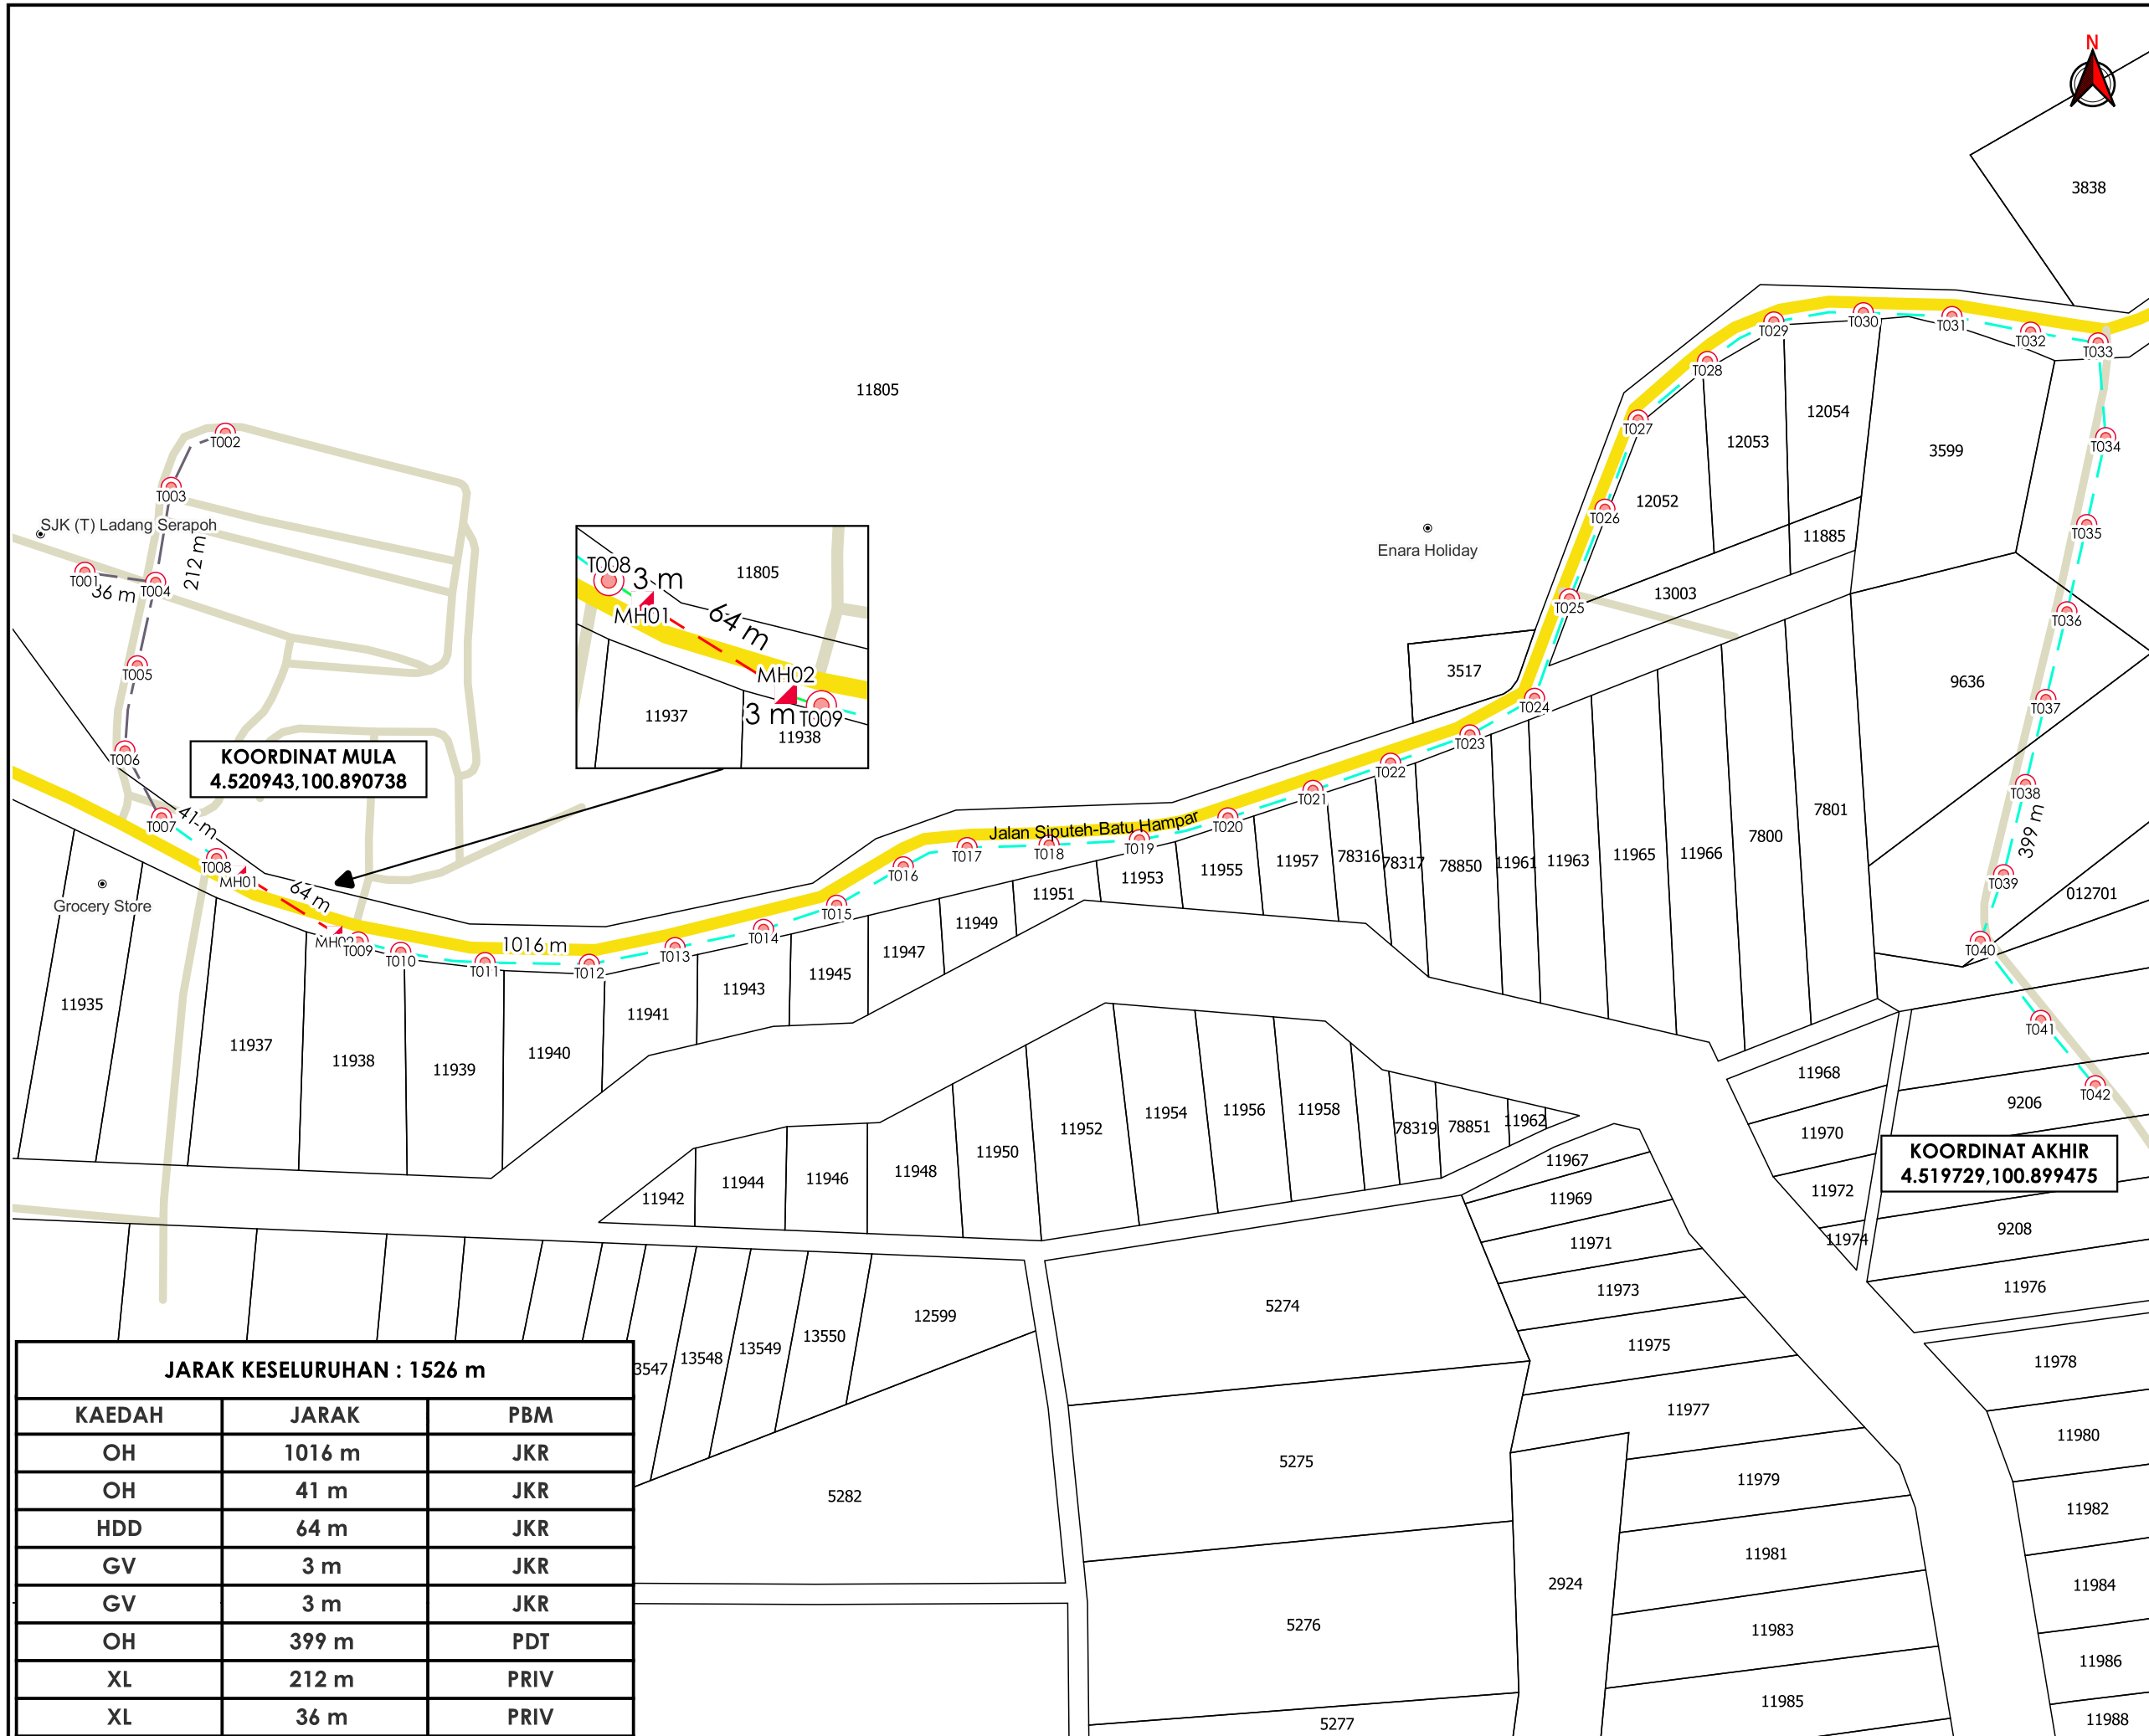 N
3838
T029
T030
T031
T032
T033
T028
11805
12054
T027
12053
3599
T002
T034
T003
12052
T026
SJK (T) Ladang Serapoh
T035
Enara Holiday
11885
212 m
T001
36 m
T004
T008
3 m
11805
MH01
64 m
MH02
11937
3 m
T009
11938
13003
T025
T036
T005
3517
9636
T024
T037
T006
KOORDINAT MULA
4.520943,100.890738
T023
T022
T021
T038
7801
41 m
T007
Jalan Siputeh-Batu Hampar
T020
399 m
7800
T008
T017
T018
T019
MH01
T016
11955
11957
78316
78317
78850
11961
11963
11965
11966
T039
Grocery Store
64 m
11951
11953
012701
T015
11949
MH02
T009
T010
1016 m
T014
T013
11947
T040
T011
T012
11945
11943
11935
11941
T041
11937
11938
11939
11940
11968
T042
9206
11952
11954
11956
11958
78319
78851
11962
11970
11950
KOORDINAT AKHIR
4.519729,100.899475
11948
11967
11946
11944
11942
11969
11972
9208
11974
11971
11973
11976
5274
12599
13550
13549
13548
3547
11975
11978
11977
11980
5275
11979
5282
11982
11981
2924
11984
5276
11983
11986
11985
11988
5277
JARAK KESELURUHAN : 1526 m
KAEDAH JARAK PBM
OH 1016 m JKR
OH 41 m JKR
HDD 64 m JKR
GV 3 m JKR
GV 3 m JKR
OH 399 m PDT
XL 212 m PRIV
XL 36 m PRIV